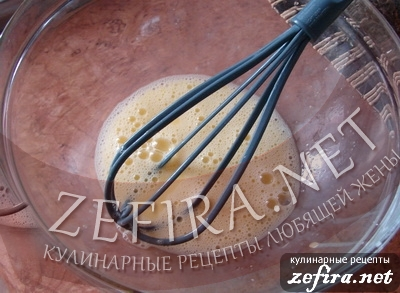 ZEFIRA.NET
КУЛИНАРНЫЕ РЕЦЕПТЫ ЛЮБЯЩЕЙ ЖЕНЫ
кулинарные рецепты
zefira.net